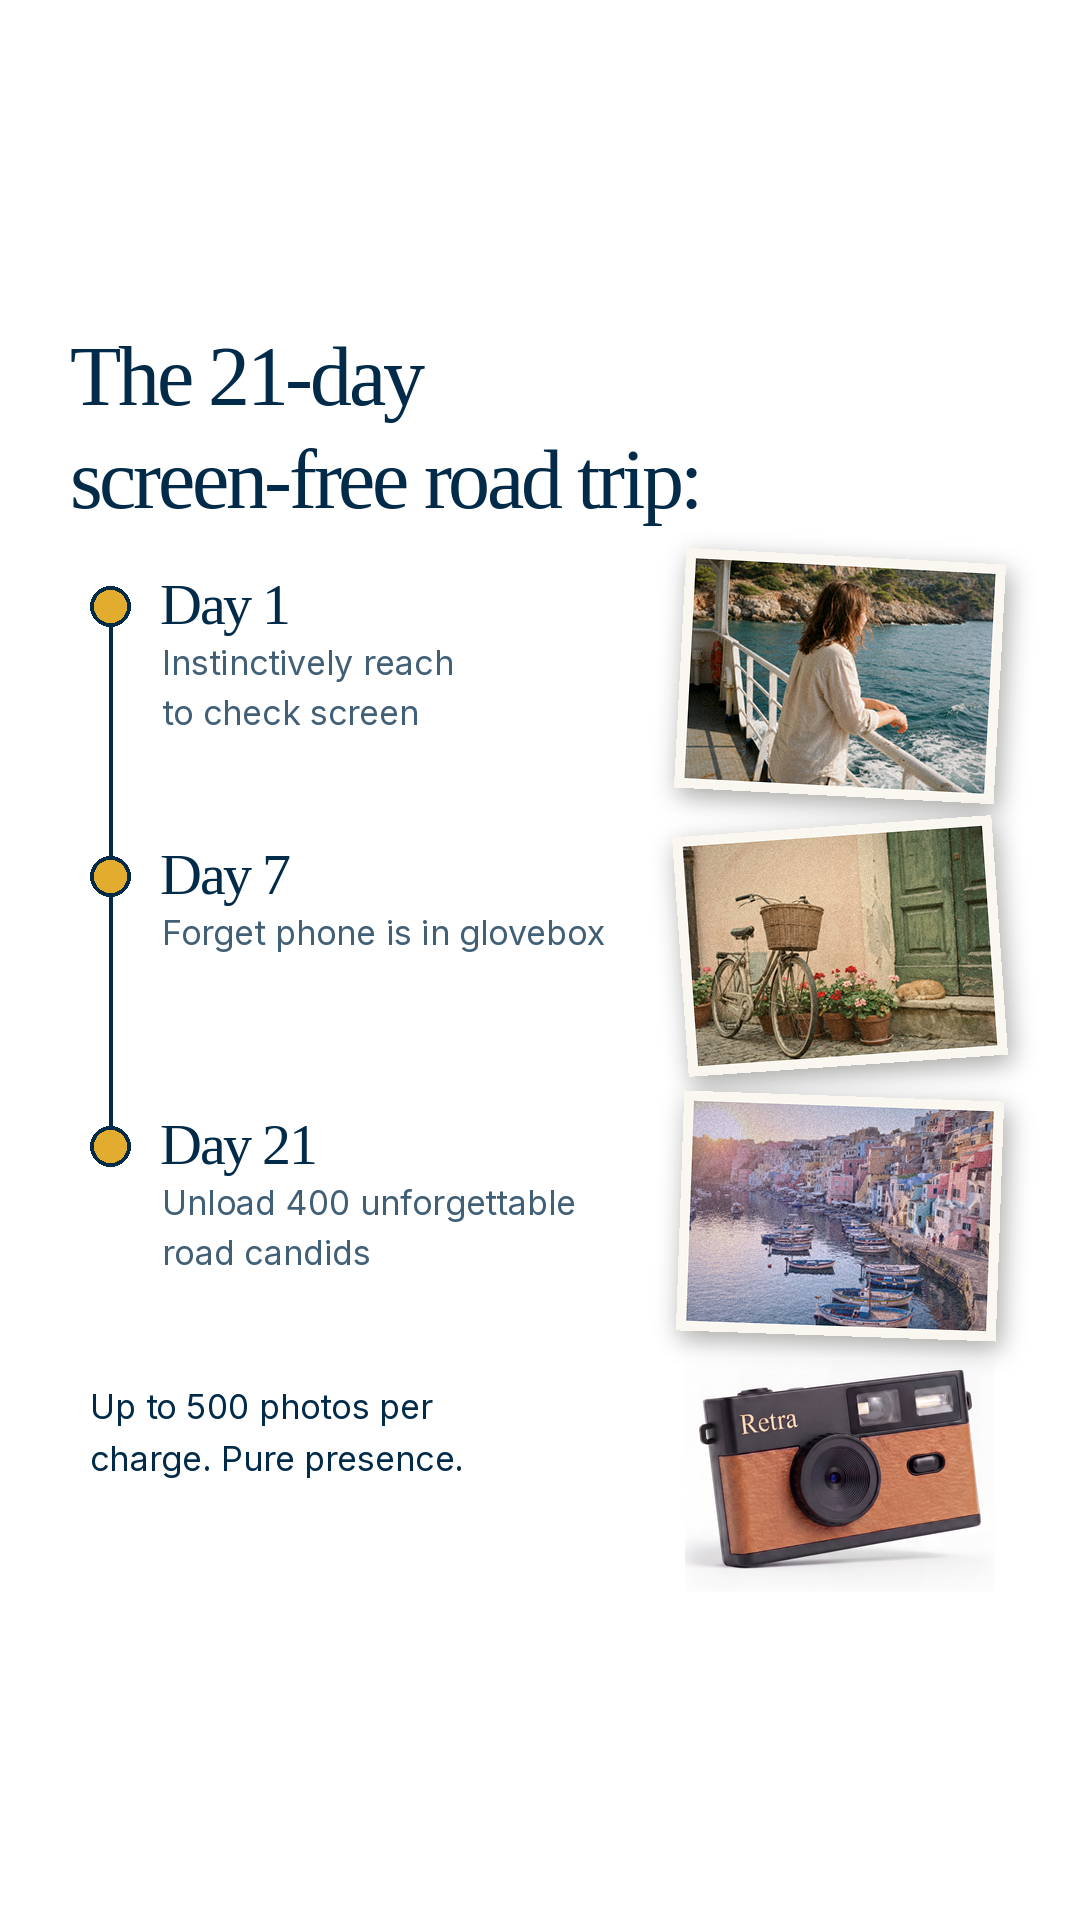 The 21-day
screen-free road trip:
Day 1
Instinctively reach
to check screen
Day 7
Forget phone is in glovebox
Day 21
Unload 400 unforgettable
road candids
Up to 500 photos per
charge. Pure presence.
Retra